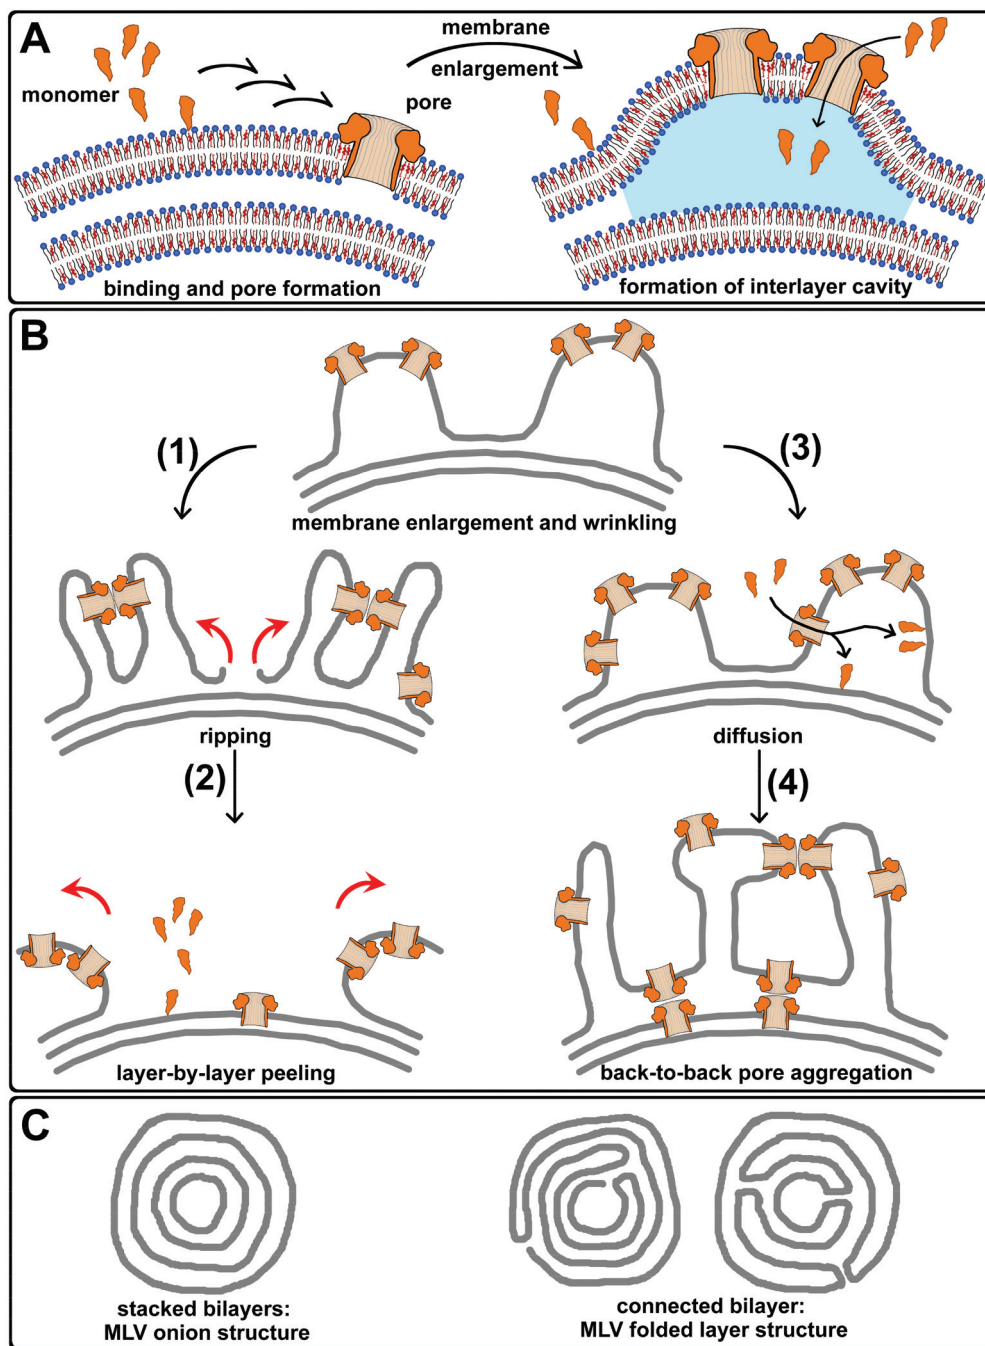 A
monomer
pore
membrane
enlargement
binding and pore formation
formation of interlayer cavity
B
(1)
(3)
membrane enlargement and wrinkling
ripping
diffusion
(2)
(4)
layer-by-layer peeling
back-to-back pore aggregation
C
stacked bilayers:
MLV onion structure
connected bilayer:
MLV folded layer structure